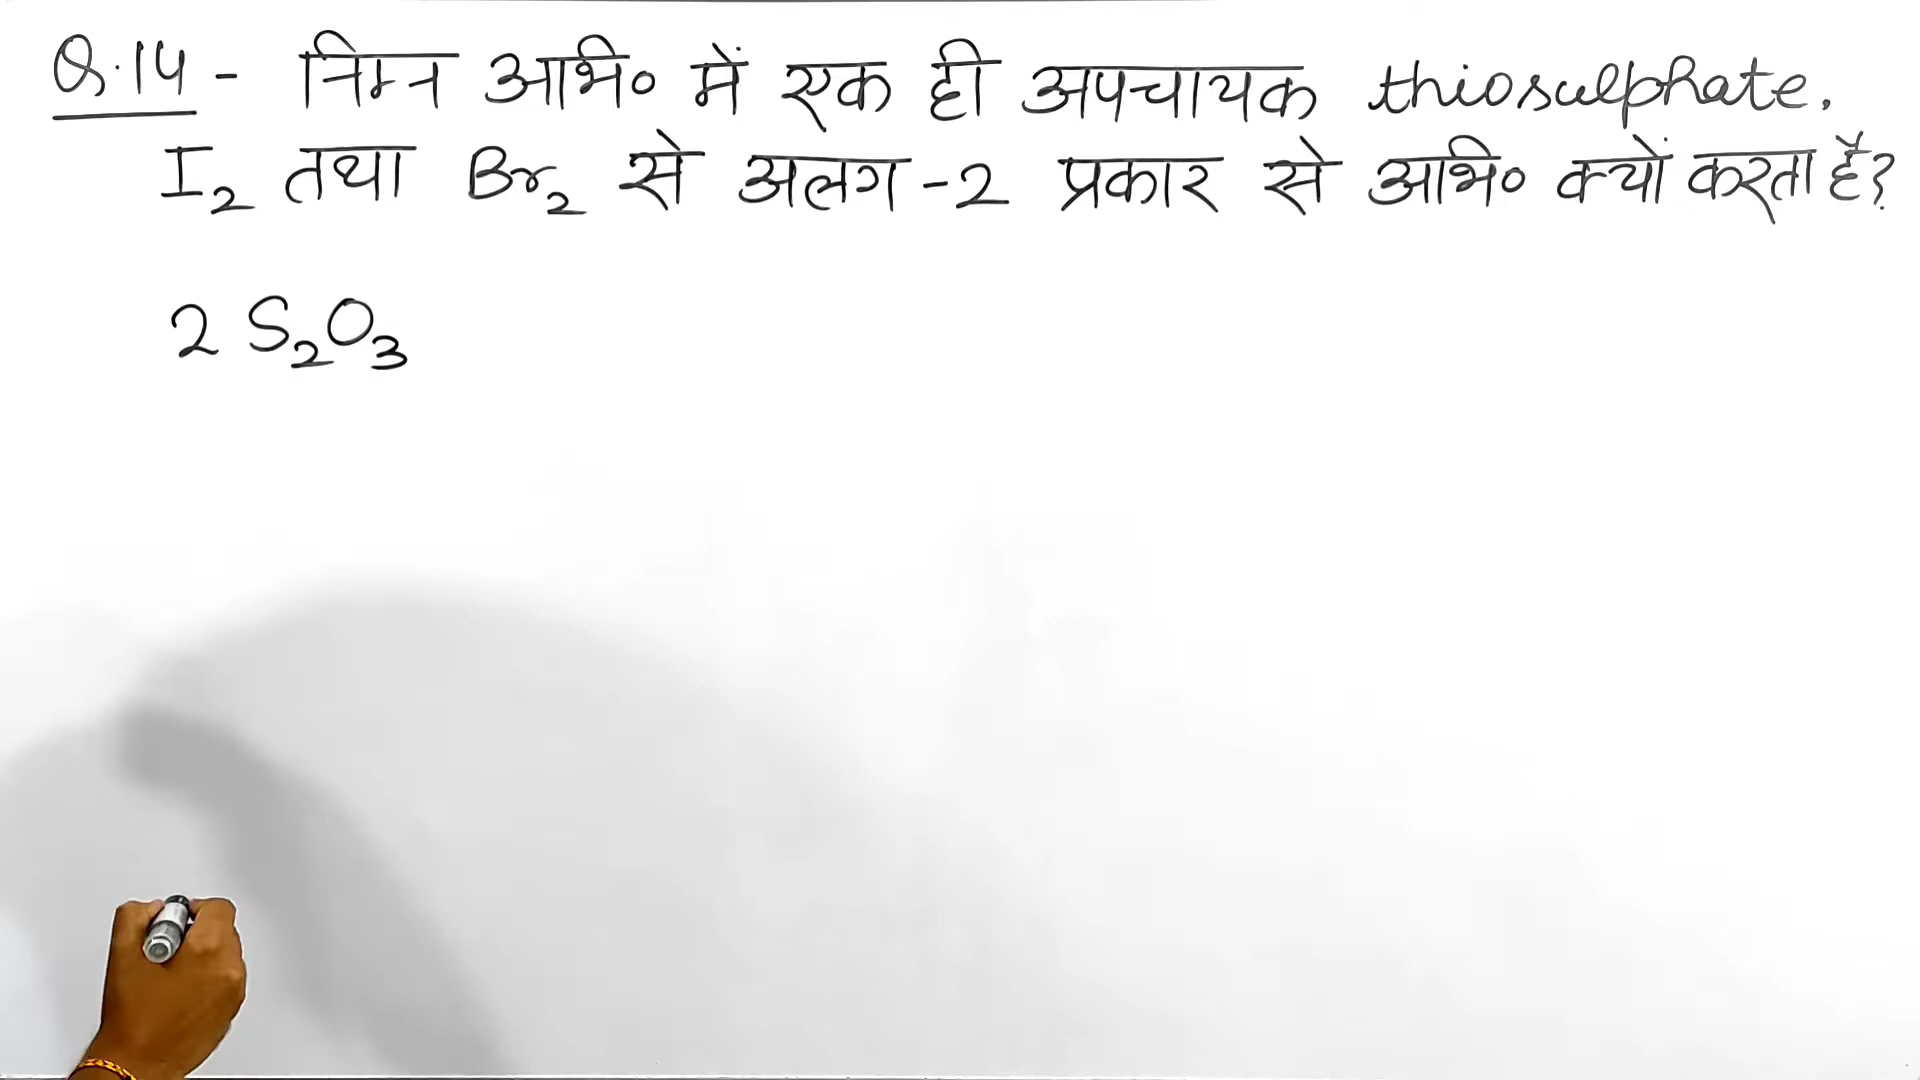 Q.14 - निम्न अभि० में एक ही अपचायक thiosulphate.
I₂ तथा Br₂ से अलग-2 प्रकार से अभि० क्यों करता है?
2 S₂O₃